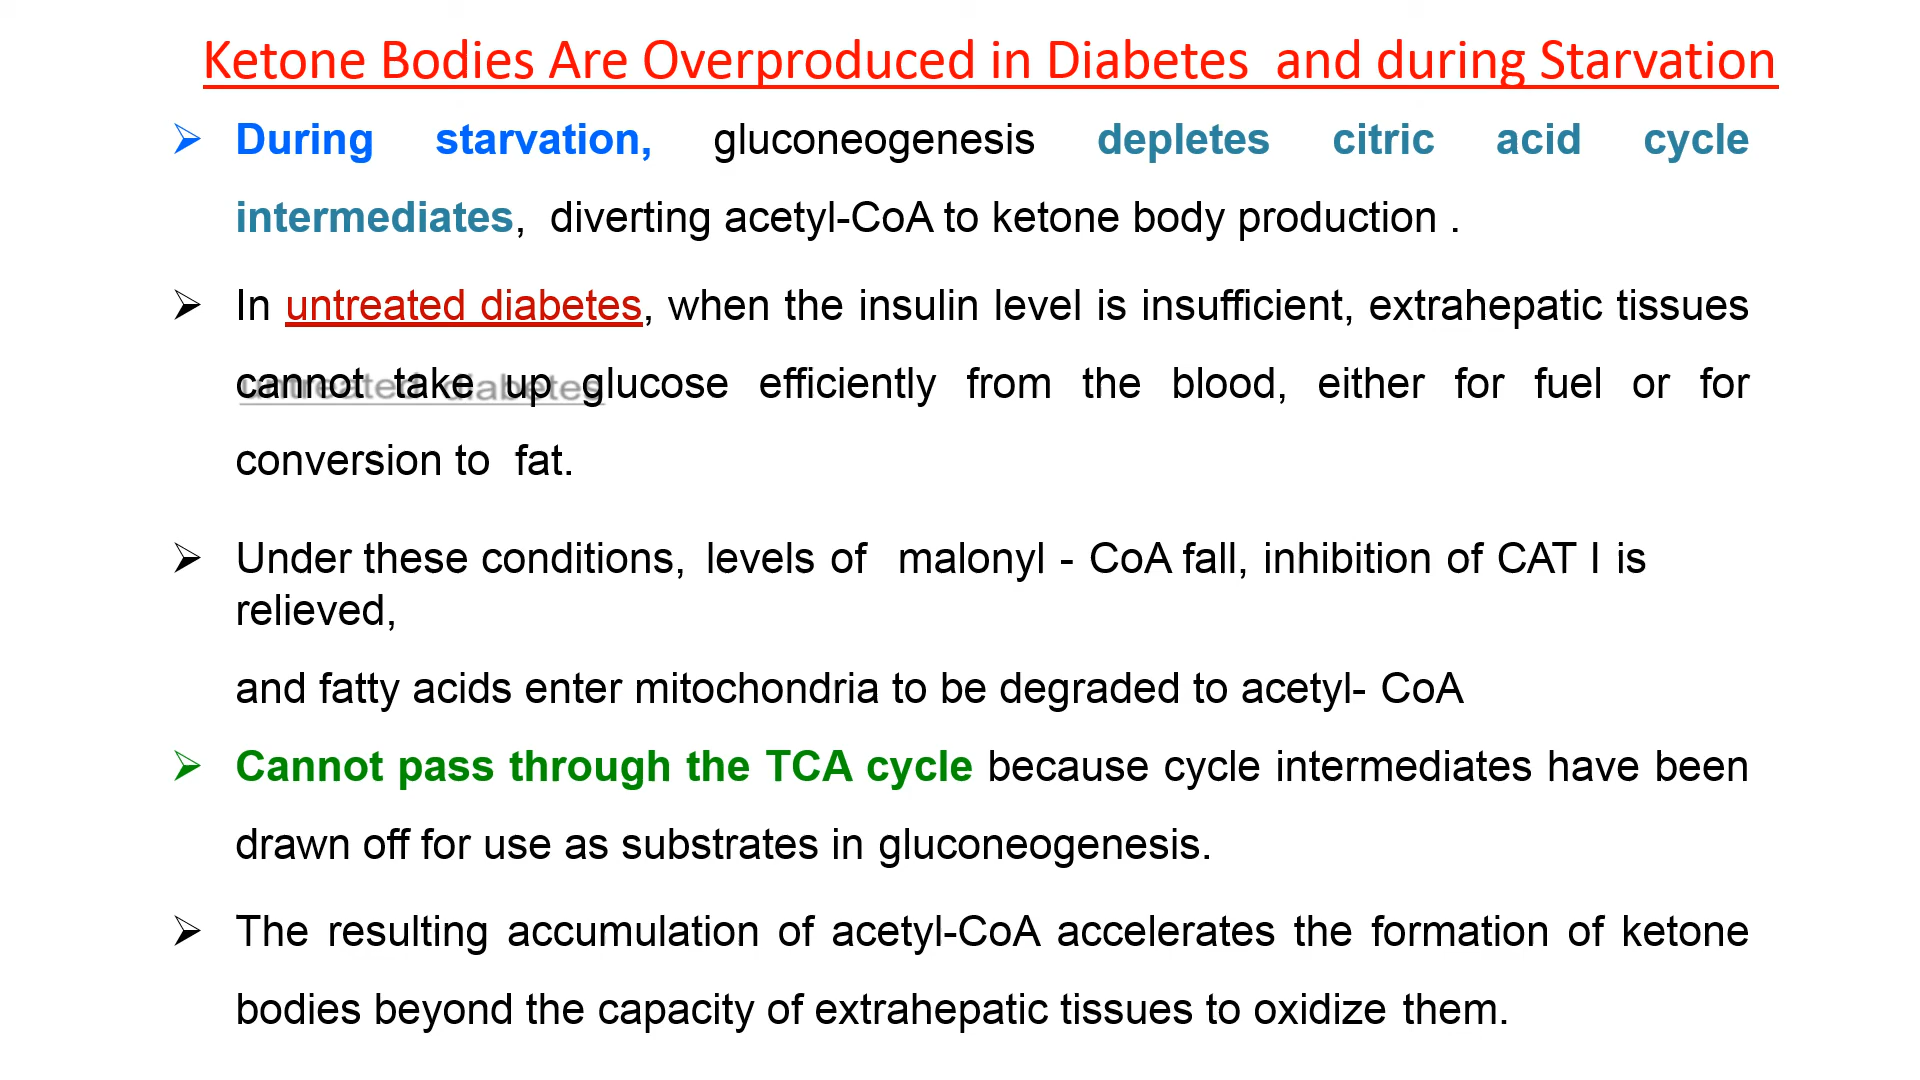 Ketone Bodies Are Overproduced in Diabetes and during Starvation
➢ During starvation, gluconeogenesis depletes citric acid cycle
intermediates, diverting acetyl-CoA to ketone body production .
➢ In untreated diabetes, when the insulin level is insufficient, extrahepatic tissues
cannot take up glucose efficiently from the blood, either for fuel or for
untreated diabetes
conversion to fat.
➢ Under these conditions, levels of malonyl - CoA fall, inhibition of CAT I is
relieved,
and fatty acids enter mitochondria to be degraded to acetyl- CoA
➢ Cannot pass through the TCA cycle because cycle intermediates have been
drawn off for use as substrates in gluconeogenesis.
➢ The resulting accumulation of acetyl-CoA accelerates the formation of ketone
bodies beyond the capacity of extrahepatic tissues to oxidize them.